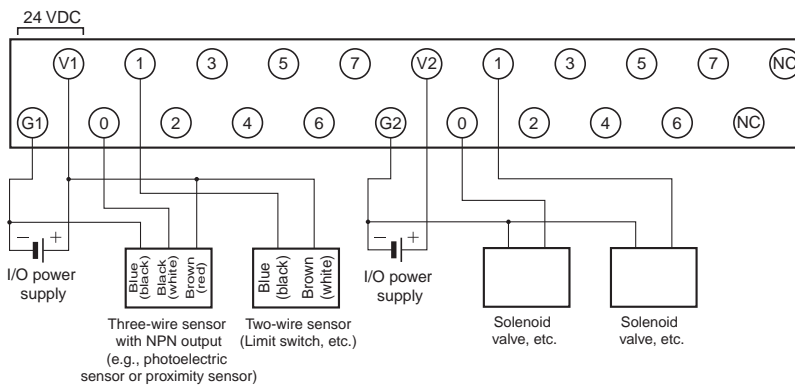 24 VDC
V1 1 3 5 7 V2 1 3 5 7 NC
G1 0 2 4 6 G2 0 2 4 6 NC
− +
I/O power
supply
Blue
(black)
Black
(white)
Brown
(red)
Three-wire sensor
with NPN output
(e.g., photoelectric
sensor or proximity sensor)
Blue
(black)
Brown
(white)
Two-wire sensor
(Limit switch, etc.)
− +
I/O power
supply
Solenoid
valve, etc.
Solenoid
valve, etc.